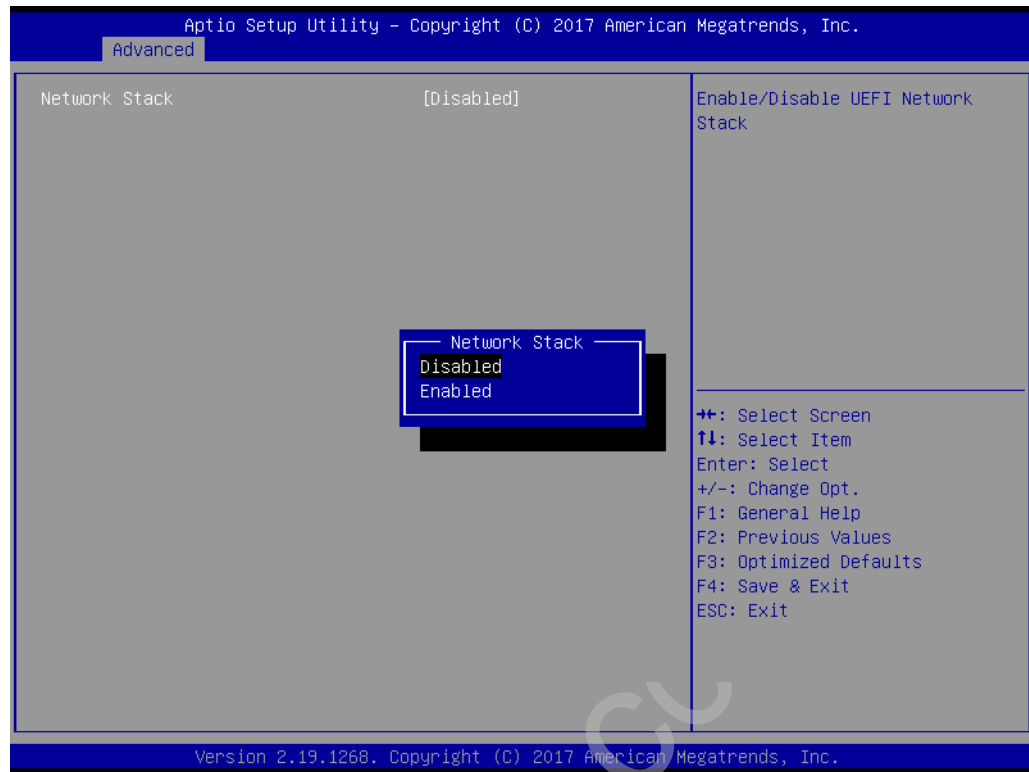 Aptio Setup Utility – Copyright (C) 2017 American Megatrends, Inc.
Advanced
Network Stack [Disabled]
Enable/Disable UEFI Network
Stack
Network Stack
Disabled
Enabled
→←: Select Screen
↑↓: Select Item
Enter: Select
+/-: Change Opt.
F1: General Help
F2: Previous Values
F3: Optimized Defaults
F4: Save & Exit
ESC: Exit
Version 2.19.1268. Copyright (C) 2017 American Megatrends, Inc.